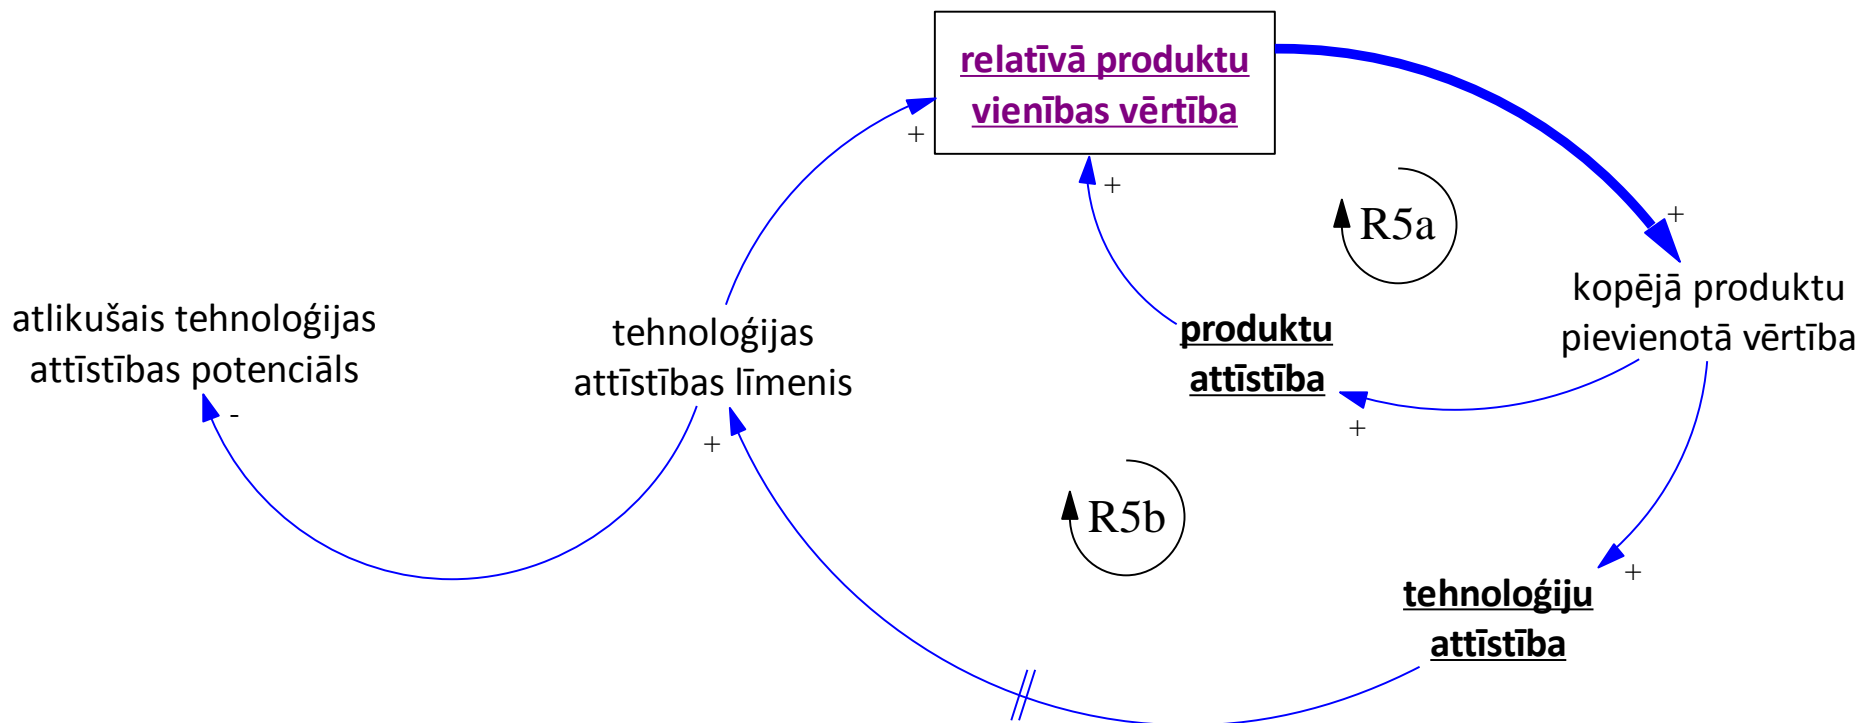 relatīvā produktu
vienības vērtība
+
+
+
R5a
kopējā produktu
pievienotā vērtība
atlikušais tehnoloģijas
attīstības potenciāls
-
tehnoloģijas
attīstības līmenis
+
produktu
attīstība
+
R5b
+
tehnoloģiju
attīstība